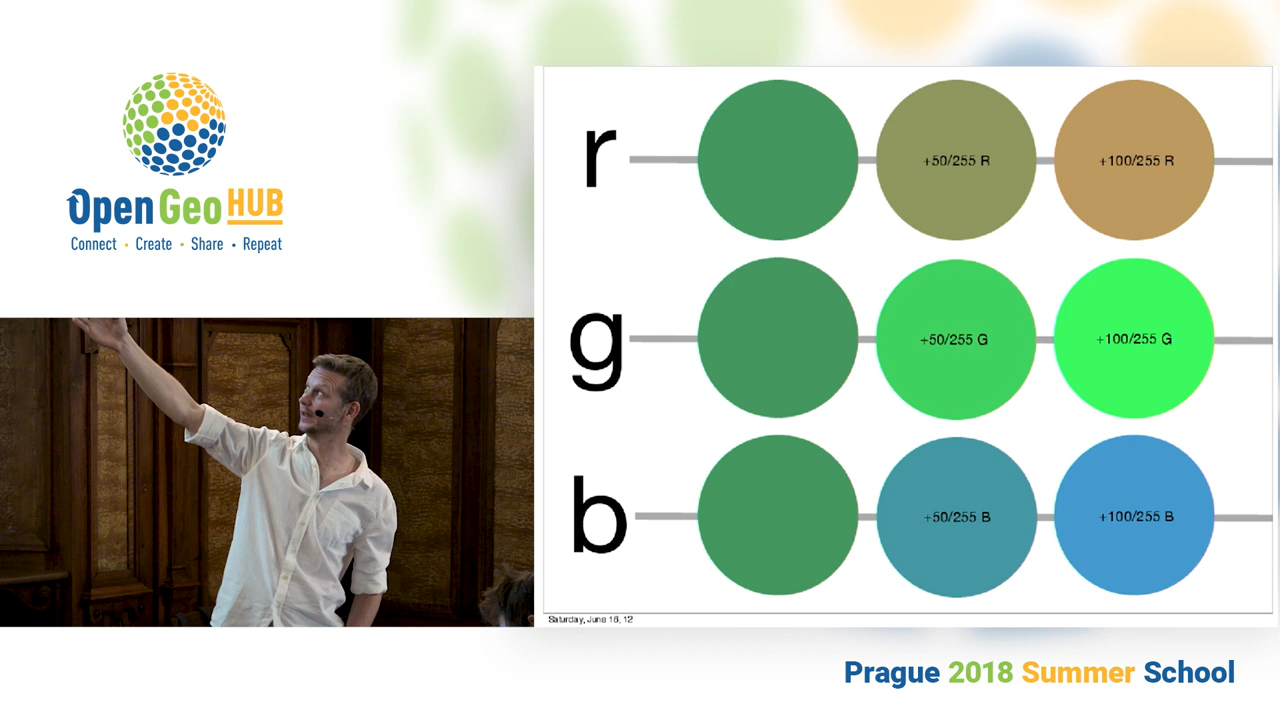 Open Geo HUB
Connect • Create • Share • Repeat
r
+50/255 R
+100/255 R
g
+50/255 G
+100/255 G
b
+50/255 B
+100/255 B
Saturday, June 16, 12
Prague 2018 Summer School